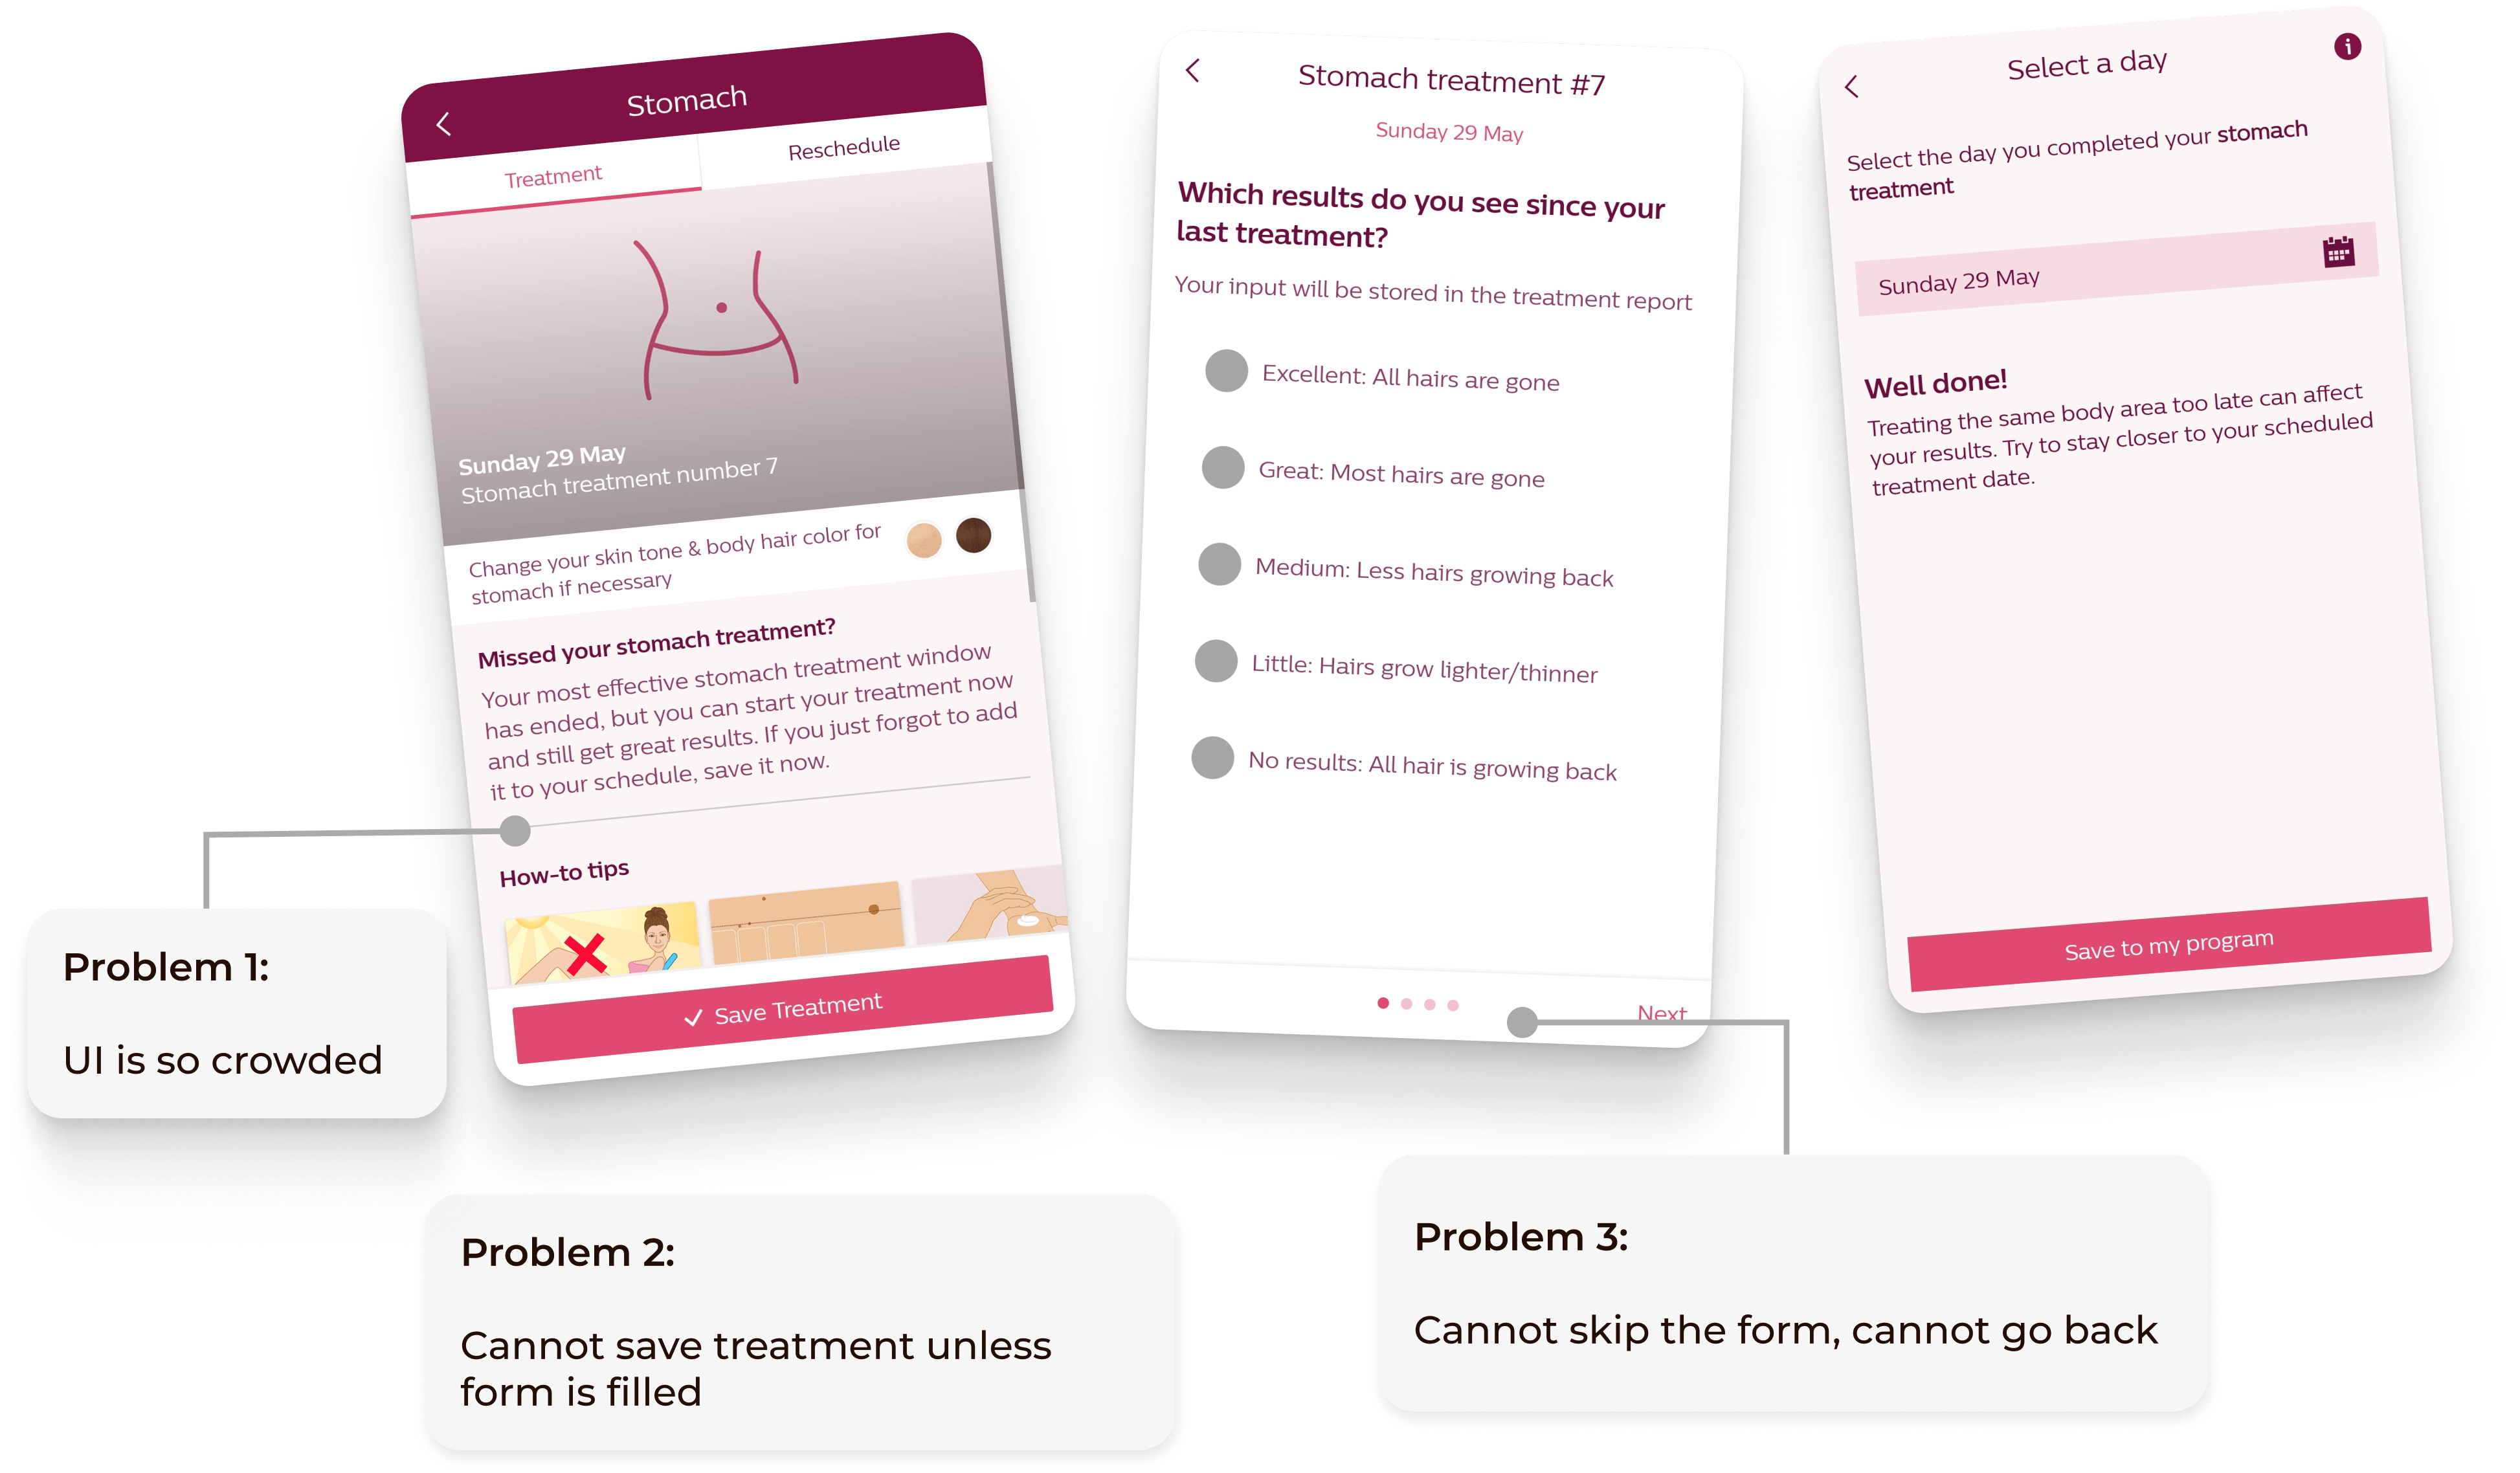 Stomach
Treatment
Reschedule
Sunday 29 May
Stomach treatment number 7
Change your skin tone & body hair color for
stomach if necessary
Missed your stomach treatment?
Your most effective stomach treatment window
has ended, but you can start your treatment now
and still get great results. If you just forgot to add
it to your schedule, save it now.
How-to tips
Save Treatment
Stomach treatment #7
Sunday 29 May
Which results do you see since your
last treatment?
Your input will be stored in the treatment report
Excellent: All hairs are gone
Great: Most hairs are gone
Medium: Less hairs growing back
Little: Hairs grow lighter/thinner
No results: All hair is growing back
Next
Select a day
Select the day you completed your stomach
treatment
Sunday 29 May
Well done!
Treating the same body area too late can affect
your results. Try to stay closer to your scheduled
treatment date.
Save to my program
Problem 1:
UI is so crowded
Problem 2:
Cannot save treatment unless
form is filled
Problem 3:
Cannot skip the form, cannot go back